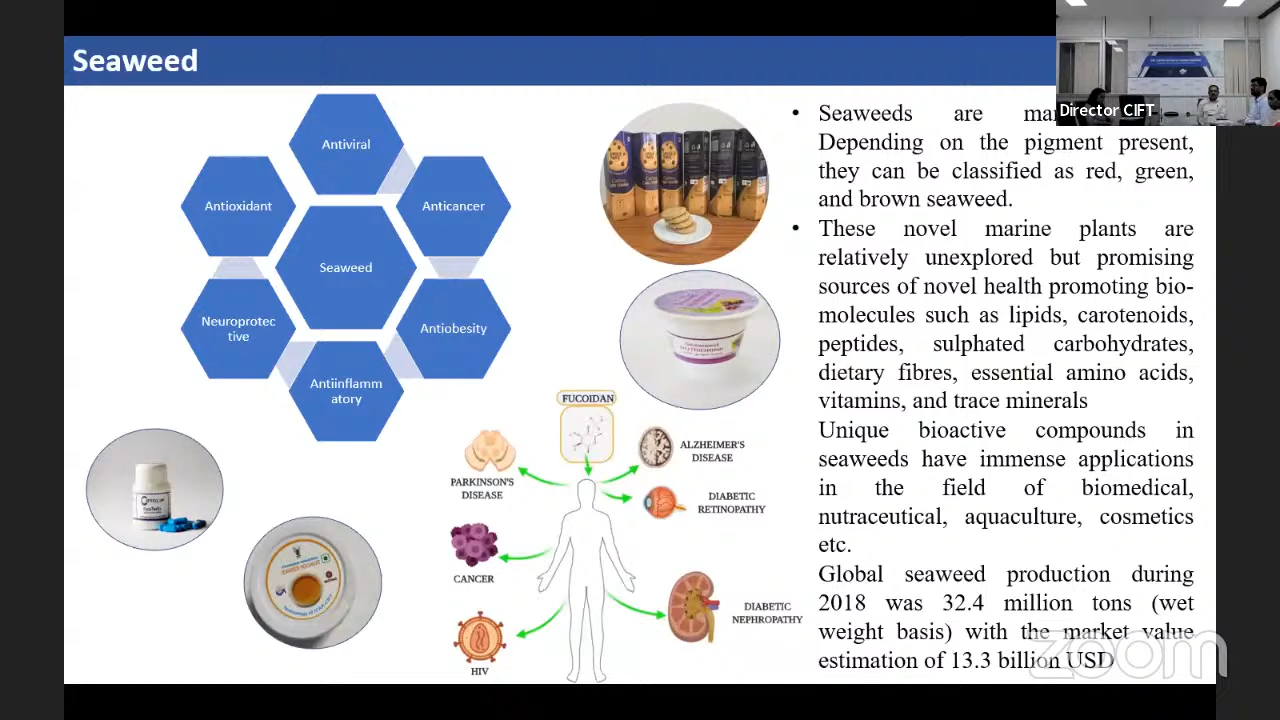 Seaweed
Director CIFT
Antiviral
Antioxidant
Anticancer
Seaweed
Neuroprotec
tive
Antiobesity
Antiinflamm
atory
FUCOIDAN
PARKINSON'S
DISEASE
ALZHEIMER'S
DISEASE
DIABETIC
RETINOPATHY
CANCER
DIABETIC
NEPHROPATHY
HIV
• Seaweeds are
Depending on the pigment present,
they can be classified as red, green,
and brown seaweed.
• These novel marine plants are
relatively unexplored but promising
sources of novel health promoting bio-
molecules such as lipids, carotenoids,
peptides, sulphated carbohydrates,
dietary fibres, essential amino acids,
vitamins, and trace minerals
Unique bioactive compounds in
seaweeds have immense applications
in the field of biomedical,
nutraceutical, aquaculture, cosmetics
etc.
Global seaweed production during
2018 was 32.4 million tons (wet
weight basis) with the market value
estimation of 13.3 billion USD
zoom